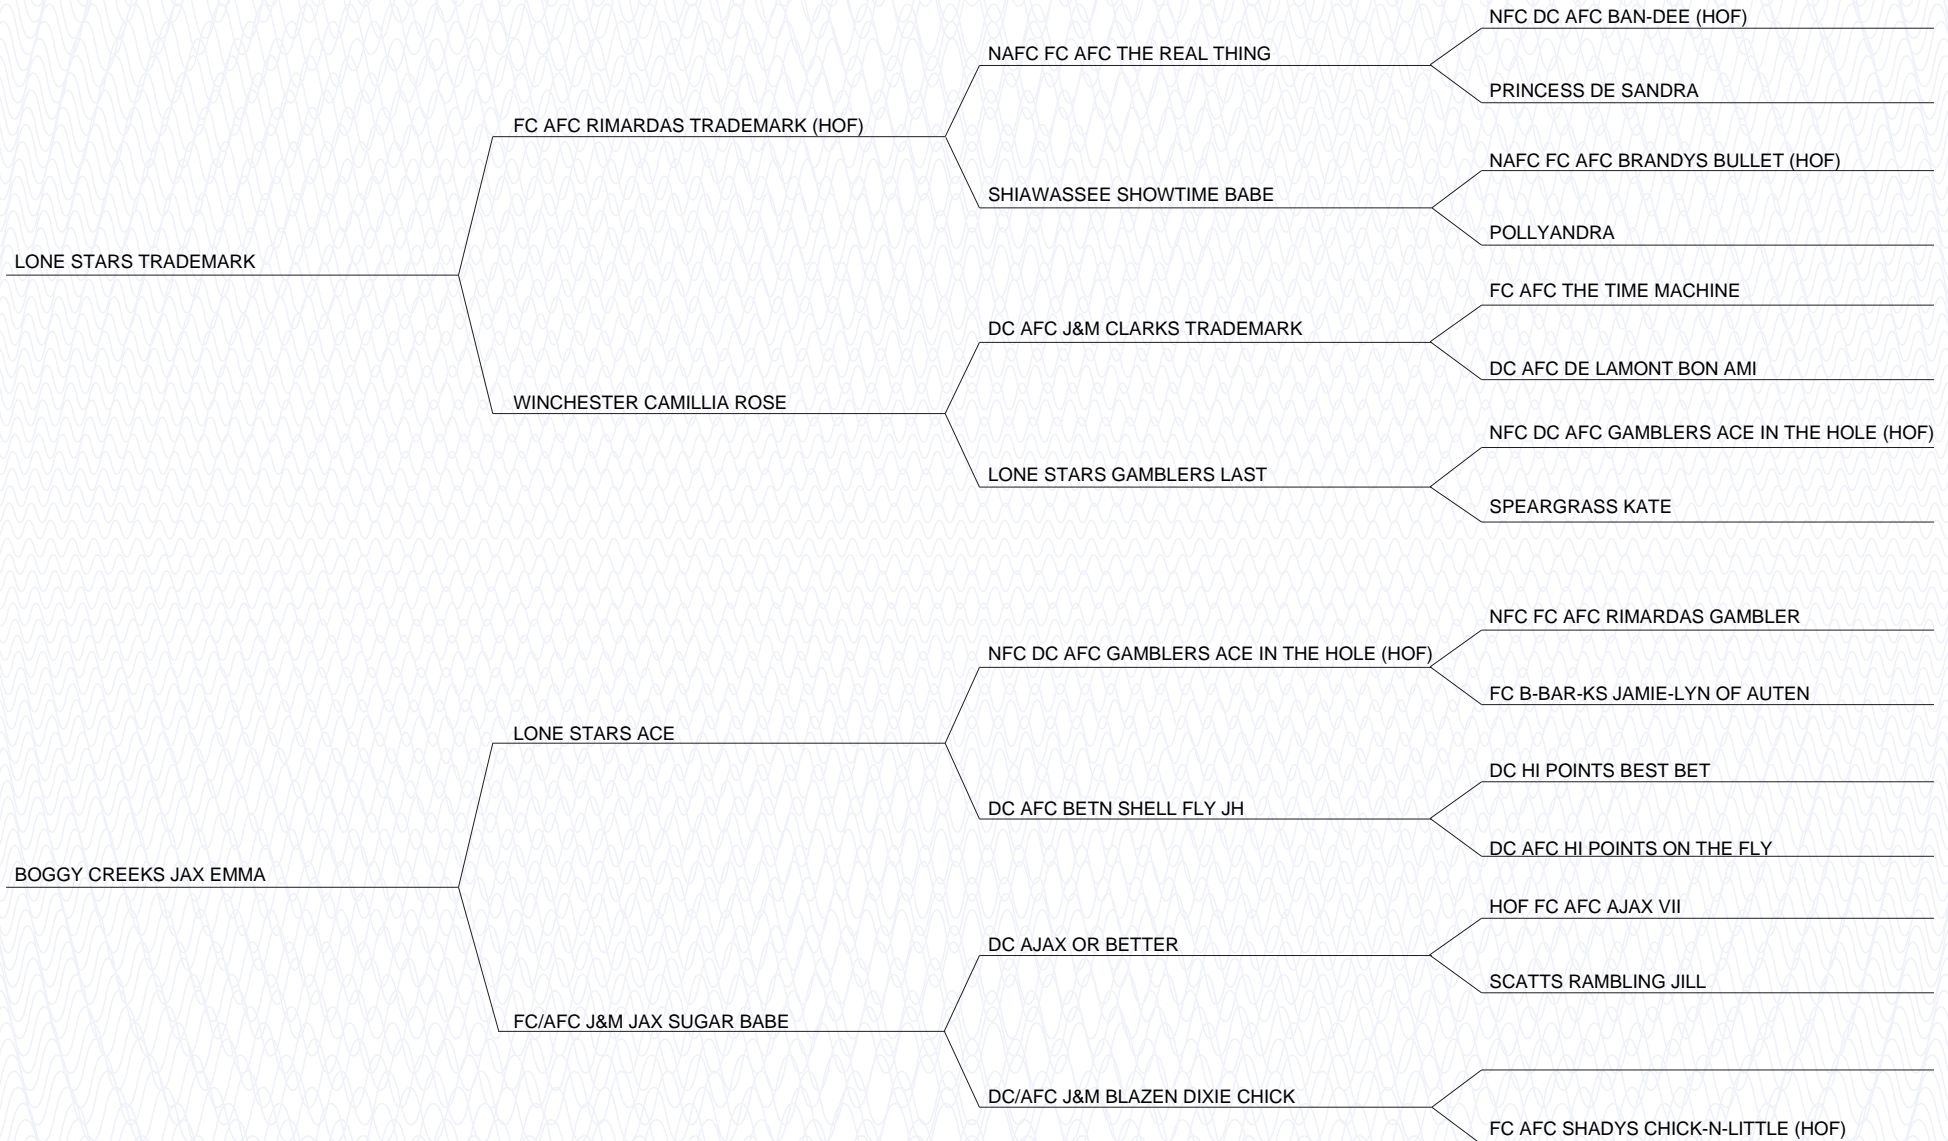 NFC DC AFC BAN-DEE (HOF)
NAFC FC AFC THE REAL THING
PRINCESS DE SANDRA
FC AFC RIMARDAS TRADEMARK (HOF)
NAFC FC AFC BRANDYS BULLET (HOF)
SHIAWASSEE SHOWTIME BABE
POLLYANDRA
LONE STARS TRADEMARK
FC AFC THE TIME MACHINE
DC AFC J&M CLARKS TRADEMARK
DC AFC DE LAMONT BON AMI
WINCHESTER CAMILLIA ROSE
NFC DC AFC GAMBLERS ACE IN THE HOLE (HOF)
LONE STARS GAMBLERS LAST
SPEARGRASS KATE
NFC FC AFC RIMARDAS GAMBLER
NFC DC AFC GAMBLERS ACE IN THE HOLE (HOF)
FC B-BAR-KS JAMIE-LYN OF AUTEN
LONE STARS ACE
DC HI POINTS BEST BET
DC AFC BETN SHELL FLY JH
DC AFC HI POINTS ON THE FLY
BOGGY CREEKS JAX EMMA
HOF FC AFC AJAX VII
DC AJAX OR BETTER
SCATTS RAMBLING JILL
FC/AFC J&M JAX SUGAR BABE
DC/AFC J&M BLAZEN DIXIE CHICK
FC AFC SHADYS CHICK-N-LITTLE (HOF)